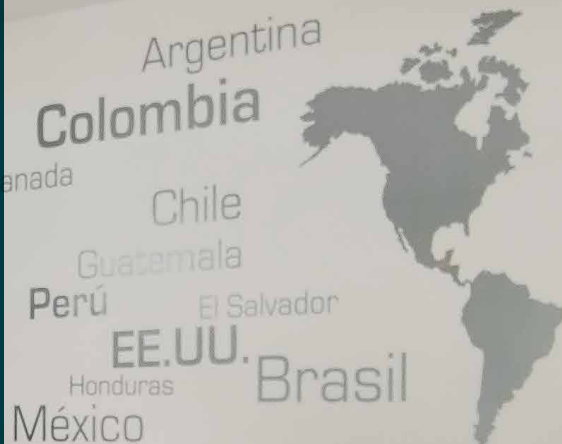 Argentina
Colombia
anada
Chile
Guatemala
Perú
El Salvador
EE.UU.
Brasil
Honduras
México